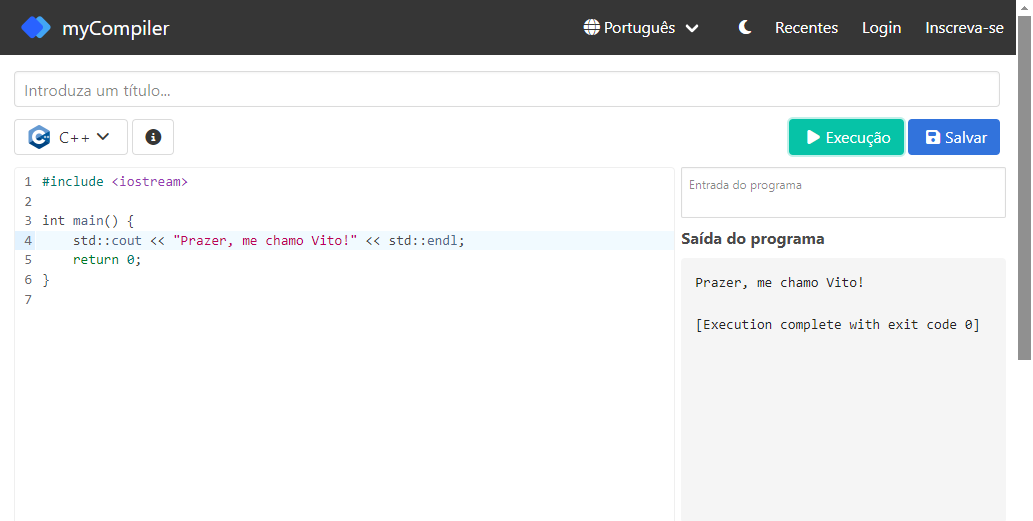 myCompiler Português Recentes Login Inscreva-se
Introduza um título...
C++ Execução Salvar
1 #include <iostream>
2
3 int main() {
4     std::cout << "Prazer, me chamo Vito!" << std::endl;
5     return 0;
6 }
7
Entrada do programa
Saída do programa
Prazer, me chamo Vito!
[Execution complete with exit code 0]